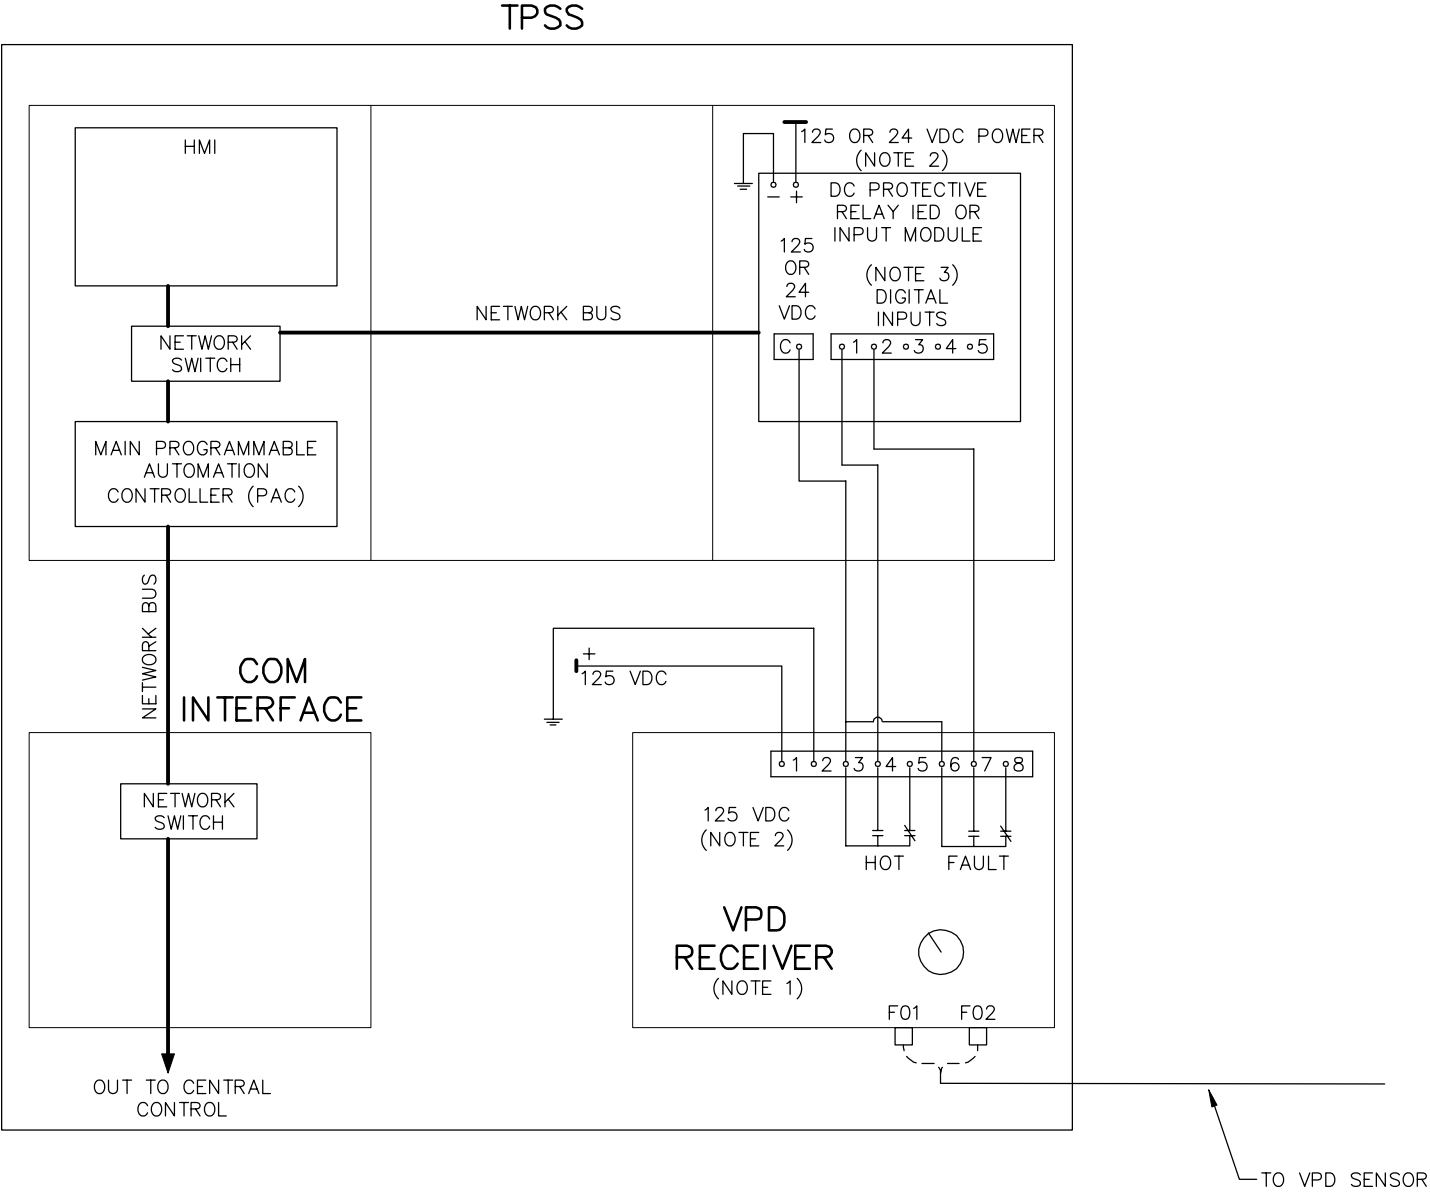 TPSS
HMI
NETWORK
SWITCH
MAIN PROGRAMMABLE
AUTOMATION
CONTROLLER (PAC)
NETWORK BUS
125 OR 24 VDC POWER
(NOTE 2)
- +
DC PROTECTIVE
RELAY IED OR
INPUT MODULE
125
OR
24
VDC
(NOTE 3)
DIGITAL
INPUTS
C
1 2 3 4 5
NETWORK BUS
COM
INTERFACE
NETWORK
SWITCH
OUT TO CENTRAL
CONTROL
+
125 VDC
1 2 3 4 5 6 7 8
125 VDC
(NOTE 2)
HOT
FAULT
VPD
RECEIVER
(NOTE 1)
FO1 FO2
TO VPD SENSOR